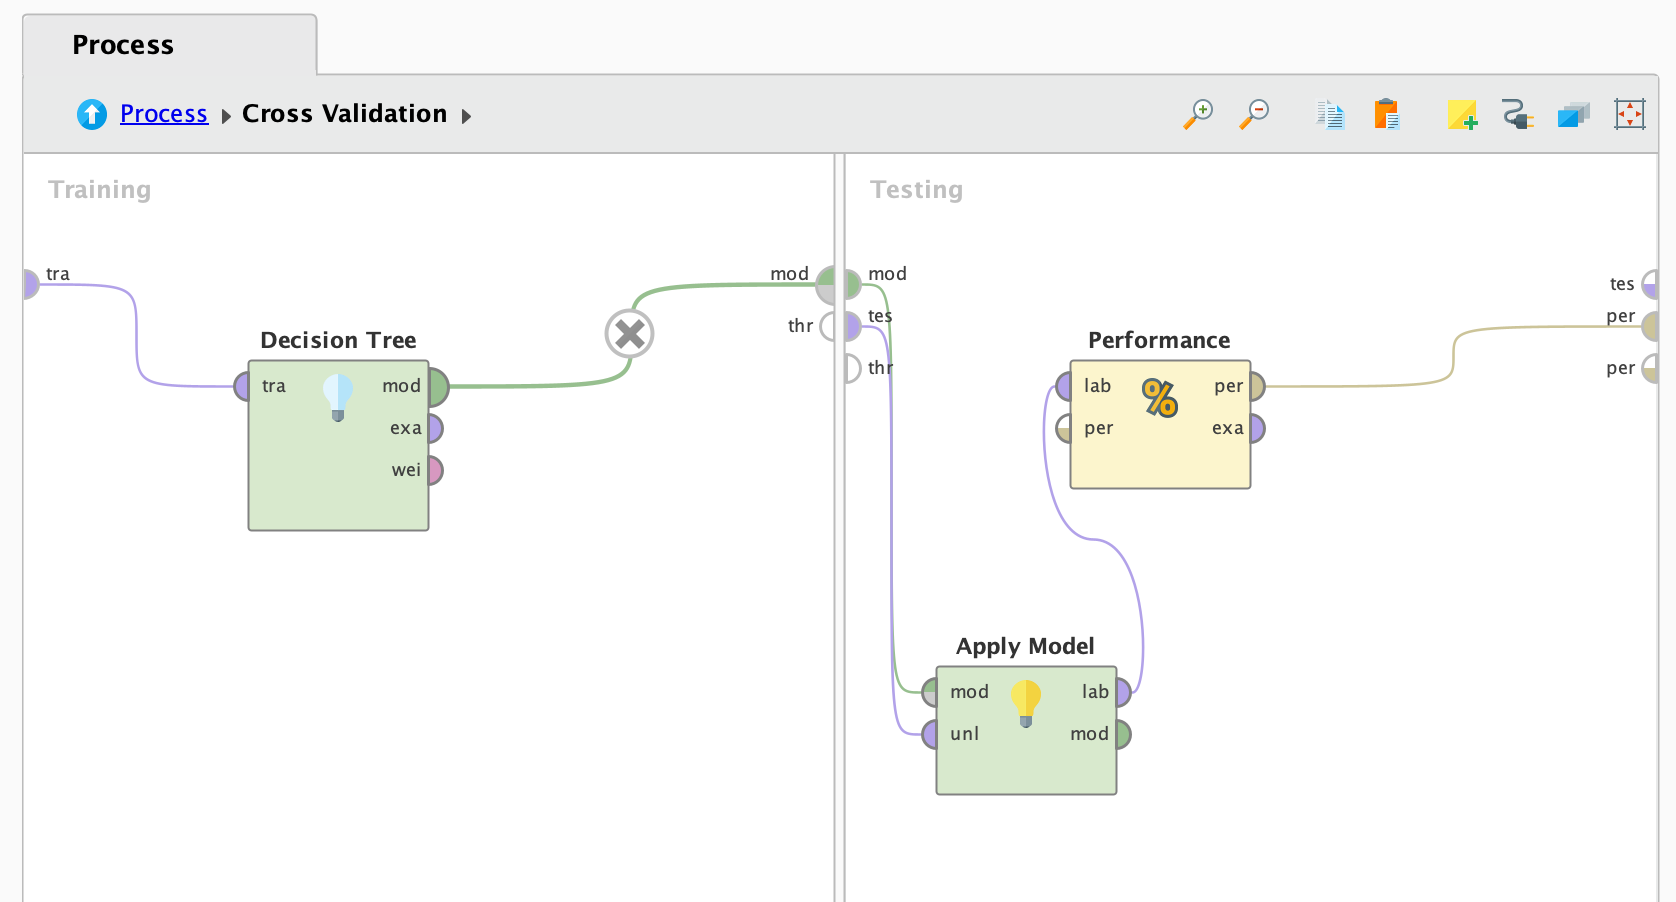 Process
Process Cross Validation
Training
Testing
tra
mod
thr
mod
tes
thr
tes
per
per
Decision Tree
tra mod
exa
wei
Performance
lab per
per exa
Apply Model
mod lab
unl mod